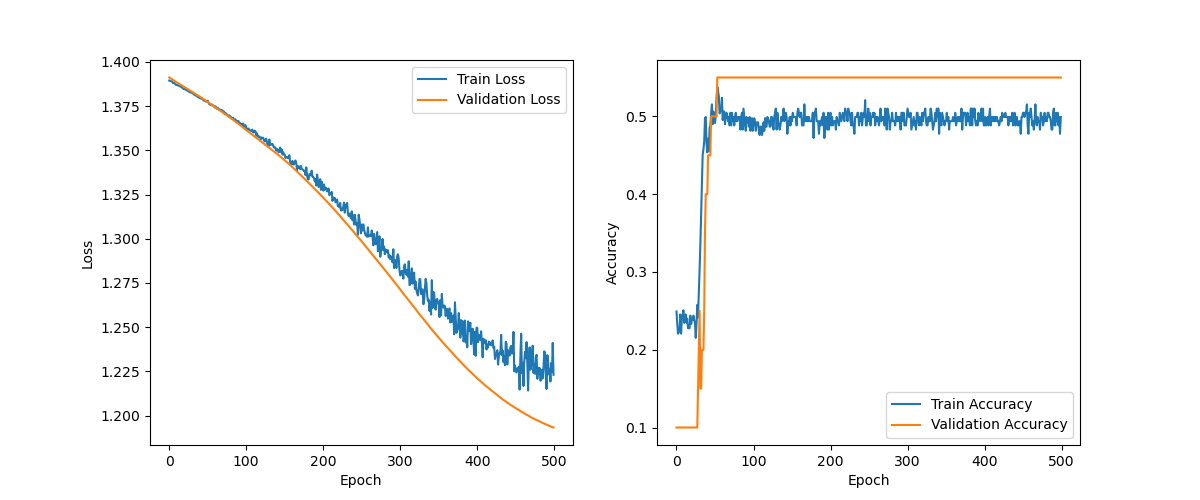 1.400
1.375
1.350
1.325
1.300
1.275
1.250
1.225
1.200
Loss
0 100 200 300 400 500
Epoch
Train Loss
Validation Loss
0.5
0.4
0.3
0.2
0.1
Accuracy
0 100 200 300 400 500
Epoch
Train Accuracy
Validation Accuracy